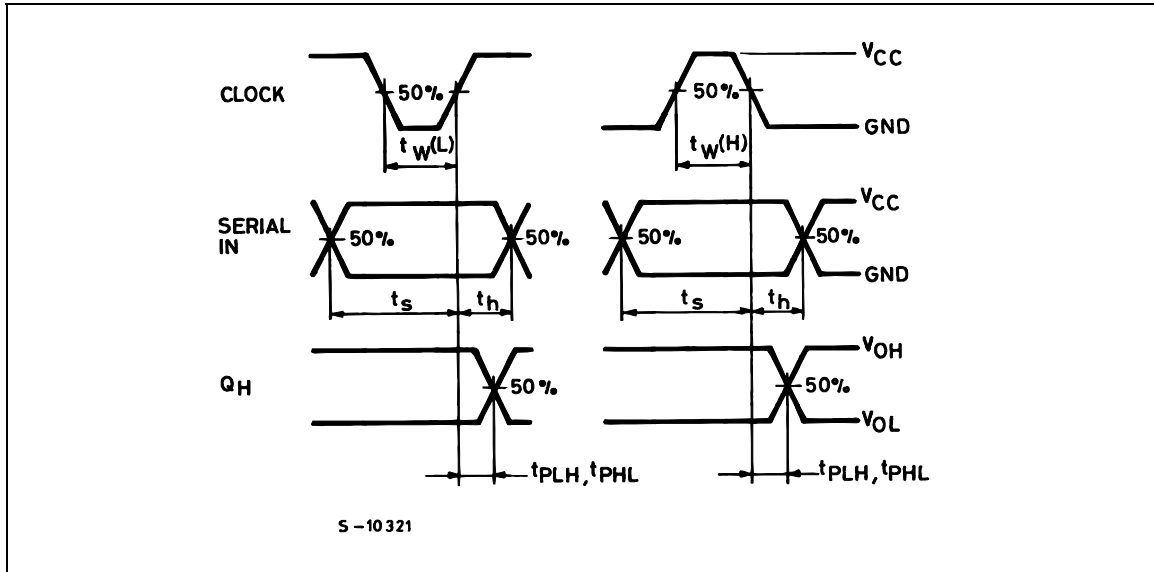 VCC
CLOCK 50% 50%
GND
tW(L) tW(H)
VCC
SERIAL IN 50% 50% 50% 50%
GND
ts th ts th
VOH
QH 50% 50%
VOL
tPLH, tPHL tPLH, tPHL
S-10321